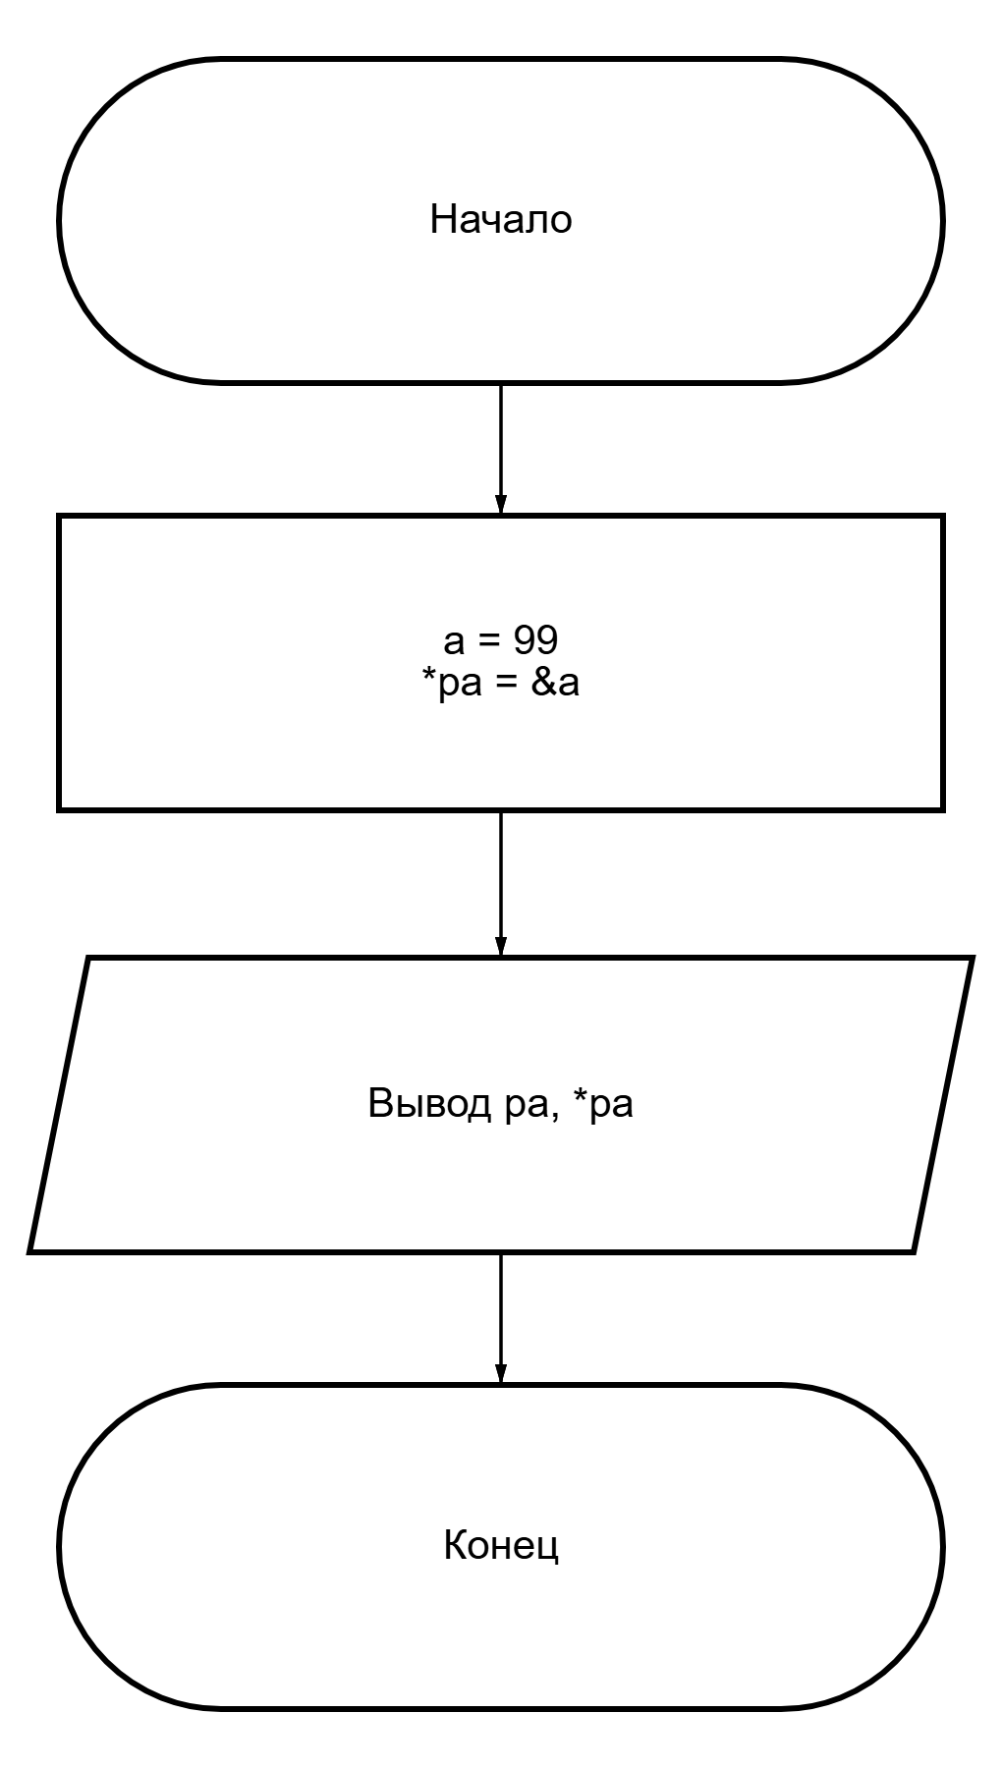 Начало
a = 99
*pa = &a
Вывод pa, *pa
Конец